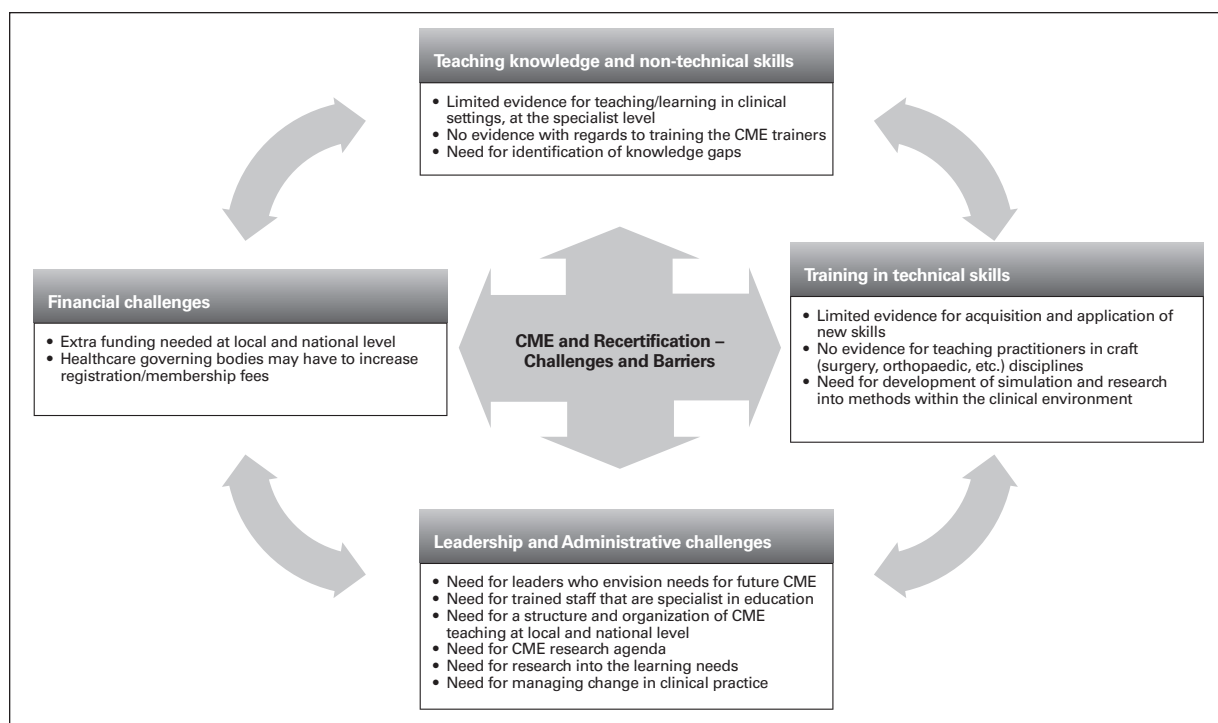 Teaching knowledge and non-technical skills
• Limited evidence for teaching/learning in clinical
settings, at the specialist level
• No evidence with regards to training the CME trainers
• Need for identification of knowledge gaps
Financial challenges
• Extra funding needed at local and national level
• Healthcare governing bodies may have to increase
registration/membership fees
CME and Recertification –
Challenges and Barriers
Training in technical skills
• Limited evidence for acquisition and application of
new skills
• No evidence for teaching practitioners in craft
(surgery, orthopaedic, etc.) disciplines
• Need for development of simulation and research
into methods within the clinical environment
Leadership and Administrative challenges
• Need for leaders who envision needs for future CME
• Need for trained staff that are specialist in education
• Need for a structure and organization of CME
teaching at local and national level
• Need for CME research agenda
• Need for research into the learning needs
• Need for managing change in clinical practice